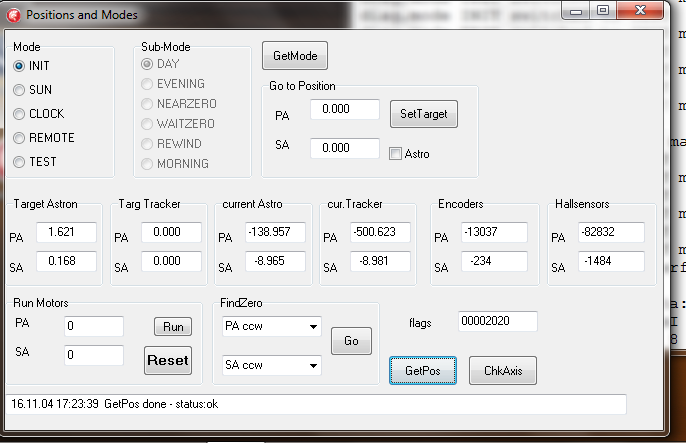 Positions and Modes
Mode
INIT
SUN
CLOCK
REMOTE
TEST
Sub-Mode
DAY
EVENING
NEARZERO
WAITZERO
REWIND
MORNING
GetMode
Go to Position
PA 0.000
SetTarget
SA 0.000
Astro
Target Astron
PA 1.621
SA 0.168
Targ Tracker
PA 0.000
SA 0.000
current Astro
PA -138.957
SA -8.965
cur.Tracker
PA -500.623
SA -8.981
Encoders
PA -13037
SA -234
Hallsensors
PA -82832
SA -1484
Run Motors
PA 0
Run
SA 0
Reset
FindZero
PA ccw
SA ccw
Go
flags 00002020
GetPos
ChkAxis
16.11.04 17:23:39 GetPos done - status:ok